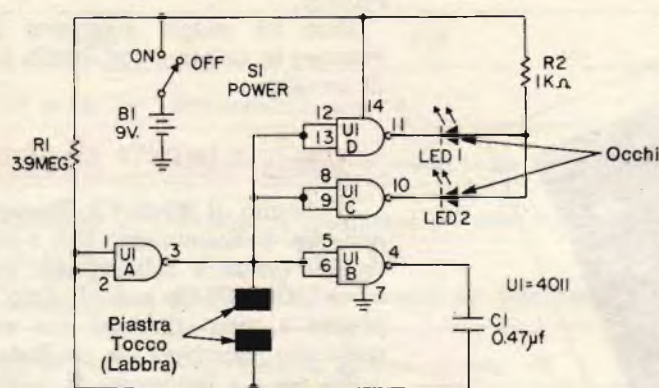 ON
OFF
S1
POWER
B1
9V.
R1
3.9MEG
R2
1KΩ
14
12
13
U1
D
11
LED 1
Occhi
8
9
U1
C
10
LED 2
1
2
U1
A
3
5
6
U1
B
4
7
U1=4011
C1
0.47µf
Piastra
Tocco
(Labbra)